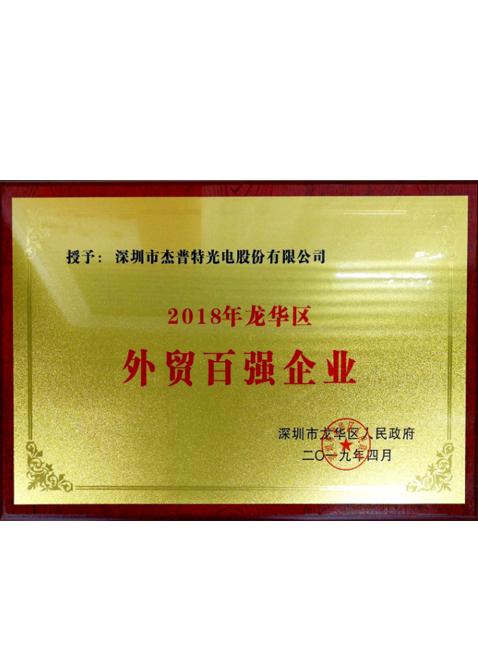 授予：深圳市杰普特光电股份有限公司
2018年龙华区
外贸百强企业
深圳市龙华区人民政府
二〇一九年四月